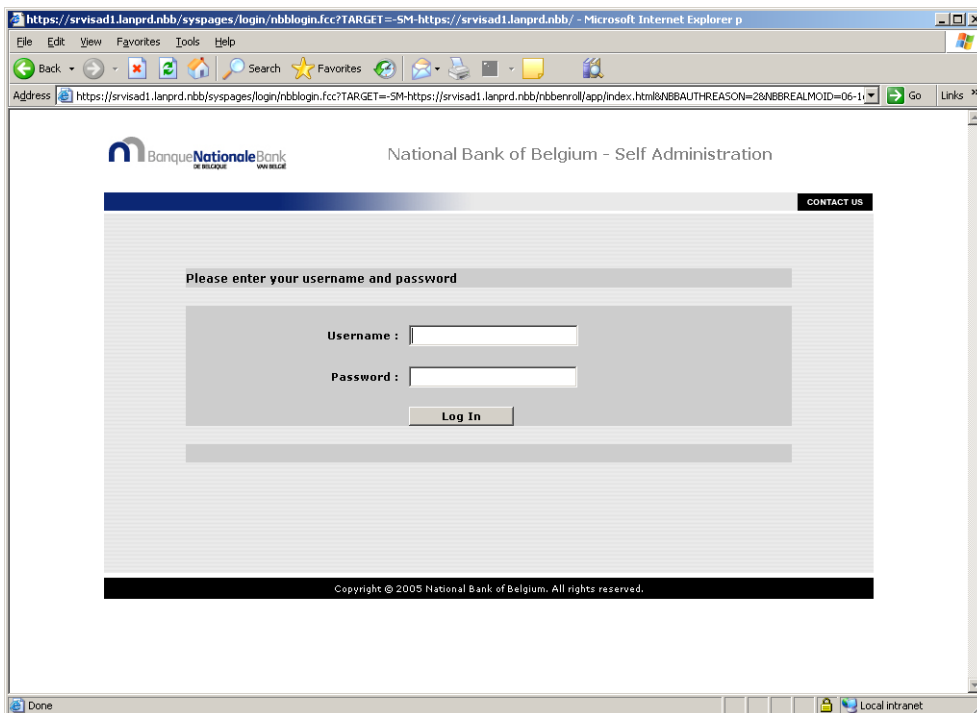 https://srvisad1.lanprd.nbb/syspages/login/nbblogin.fcc?TARGET=-SM-https://srvisad1.lanprd.nbb/ - Microsoft Internet Explorer p
File Edit View Favorites Tools Help
Back Search Favorites
Address https://srvisad1.lanprd.nbb/syspages/login/nbblogin.fcc?TARGET=-SM-https://srvisad1.lanprd.nbb/nbbenroll/app/index.html&NBBAUTHREASON=2&NBBREALMOID=06-1 Go Links »
BanqueNationaleBank
DE BELGIQUE VAN BELGIË
National Bank of Belgium - Self Administration
CONTACT US
Please enter your username and password
Username :
Password :
Log In
Copyright © 2005 National Bank of Belgium. All rights reserved.
Done Local intranet